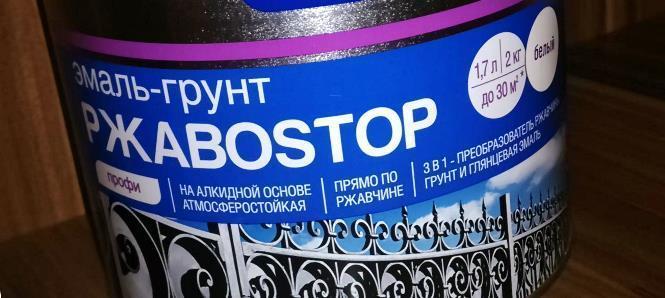 эмаль-грунт
РЖАВОSTOP
1,7 л | 2 кг
до 30 м²*
белый
профи
НА АЛКИДНОЙ ОСНОВЕ
АТМОСФЕРОСТОЙКАЯ
ПРЯМО ПО
РЖАВЧИНЕ
3 В 1 - ПРЕОБРАЗОВАТЕЛЬ РЖАВЧИНЫ
ГРУНТ И ГЛЯНЦЕВАЯ ЭМАЛЬ